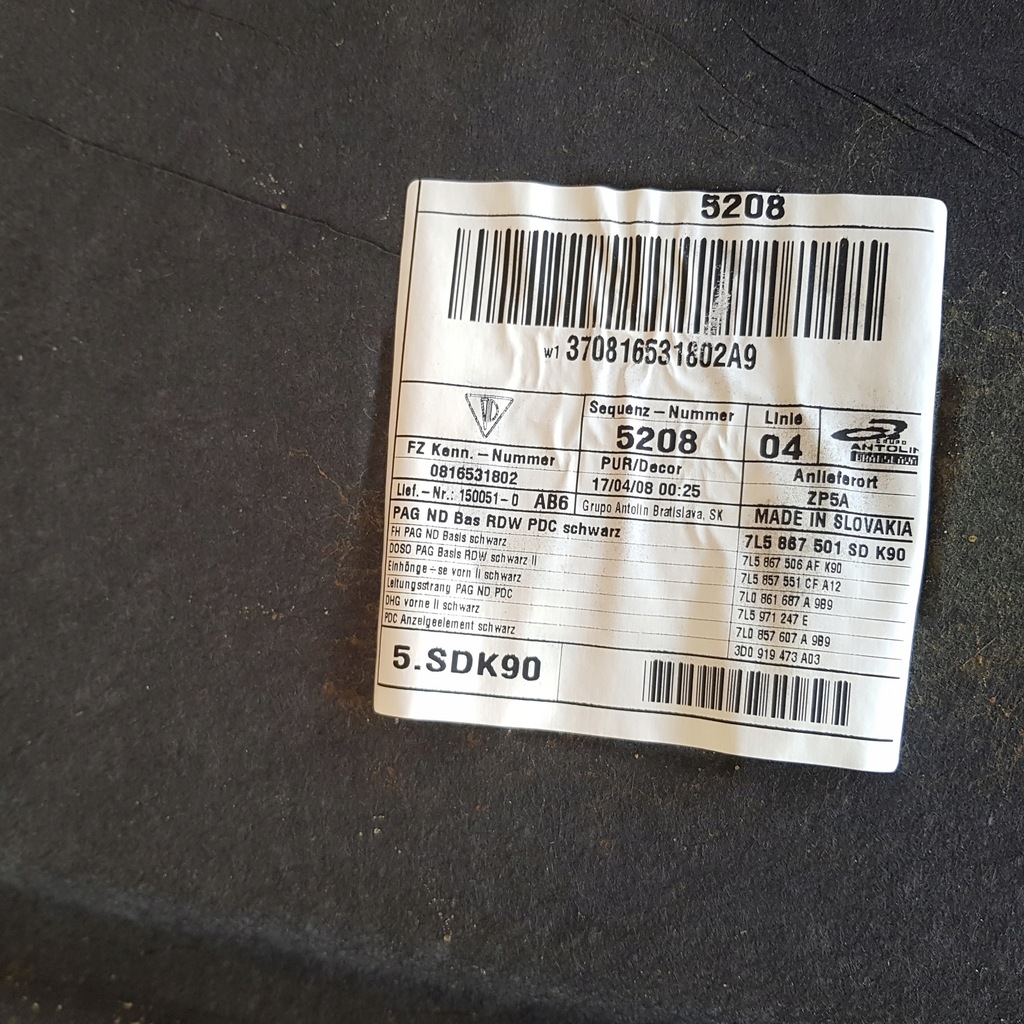 5208
w1 370816531802A9
Sequenz-Nummer
5208
Linie
04
GRUPO
ANTOLIN
BRATISLAVA
FZ Kenn.-Nummer
0816531802
PUR/Decor
17/04/08 00:25
Anlieferort
ZP5A
Lief.-Nr.: 150051-0 AB6
Grupo Antolin Bratislava, SK
MADE IN SLOVAKIA
PAG ND Bas RDW PDC schwarz 7L5 867 501 SD K90
FH PAG ND Basis schwarz 7L5 867 506 AF K90
DOSO PAG Basis RDW schwarz II 7L5 857 551 CF A12
Einhänge-se vorn II schwarz 7L0 861 687 A 9B9
Leitungsstrang PAG ND PDC 7L5 971 247 E
DHG vorne II schwarz 7L0 857 607 A 9B9
PDC Anzeigeelement schwarz 3D0 919 473 A03
5.SDK90